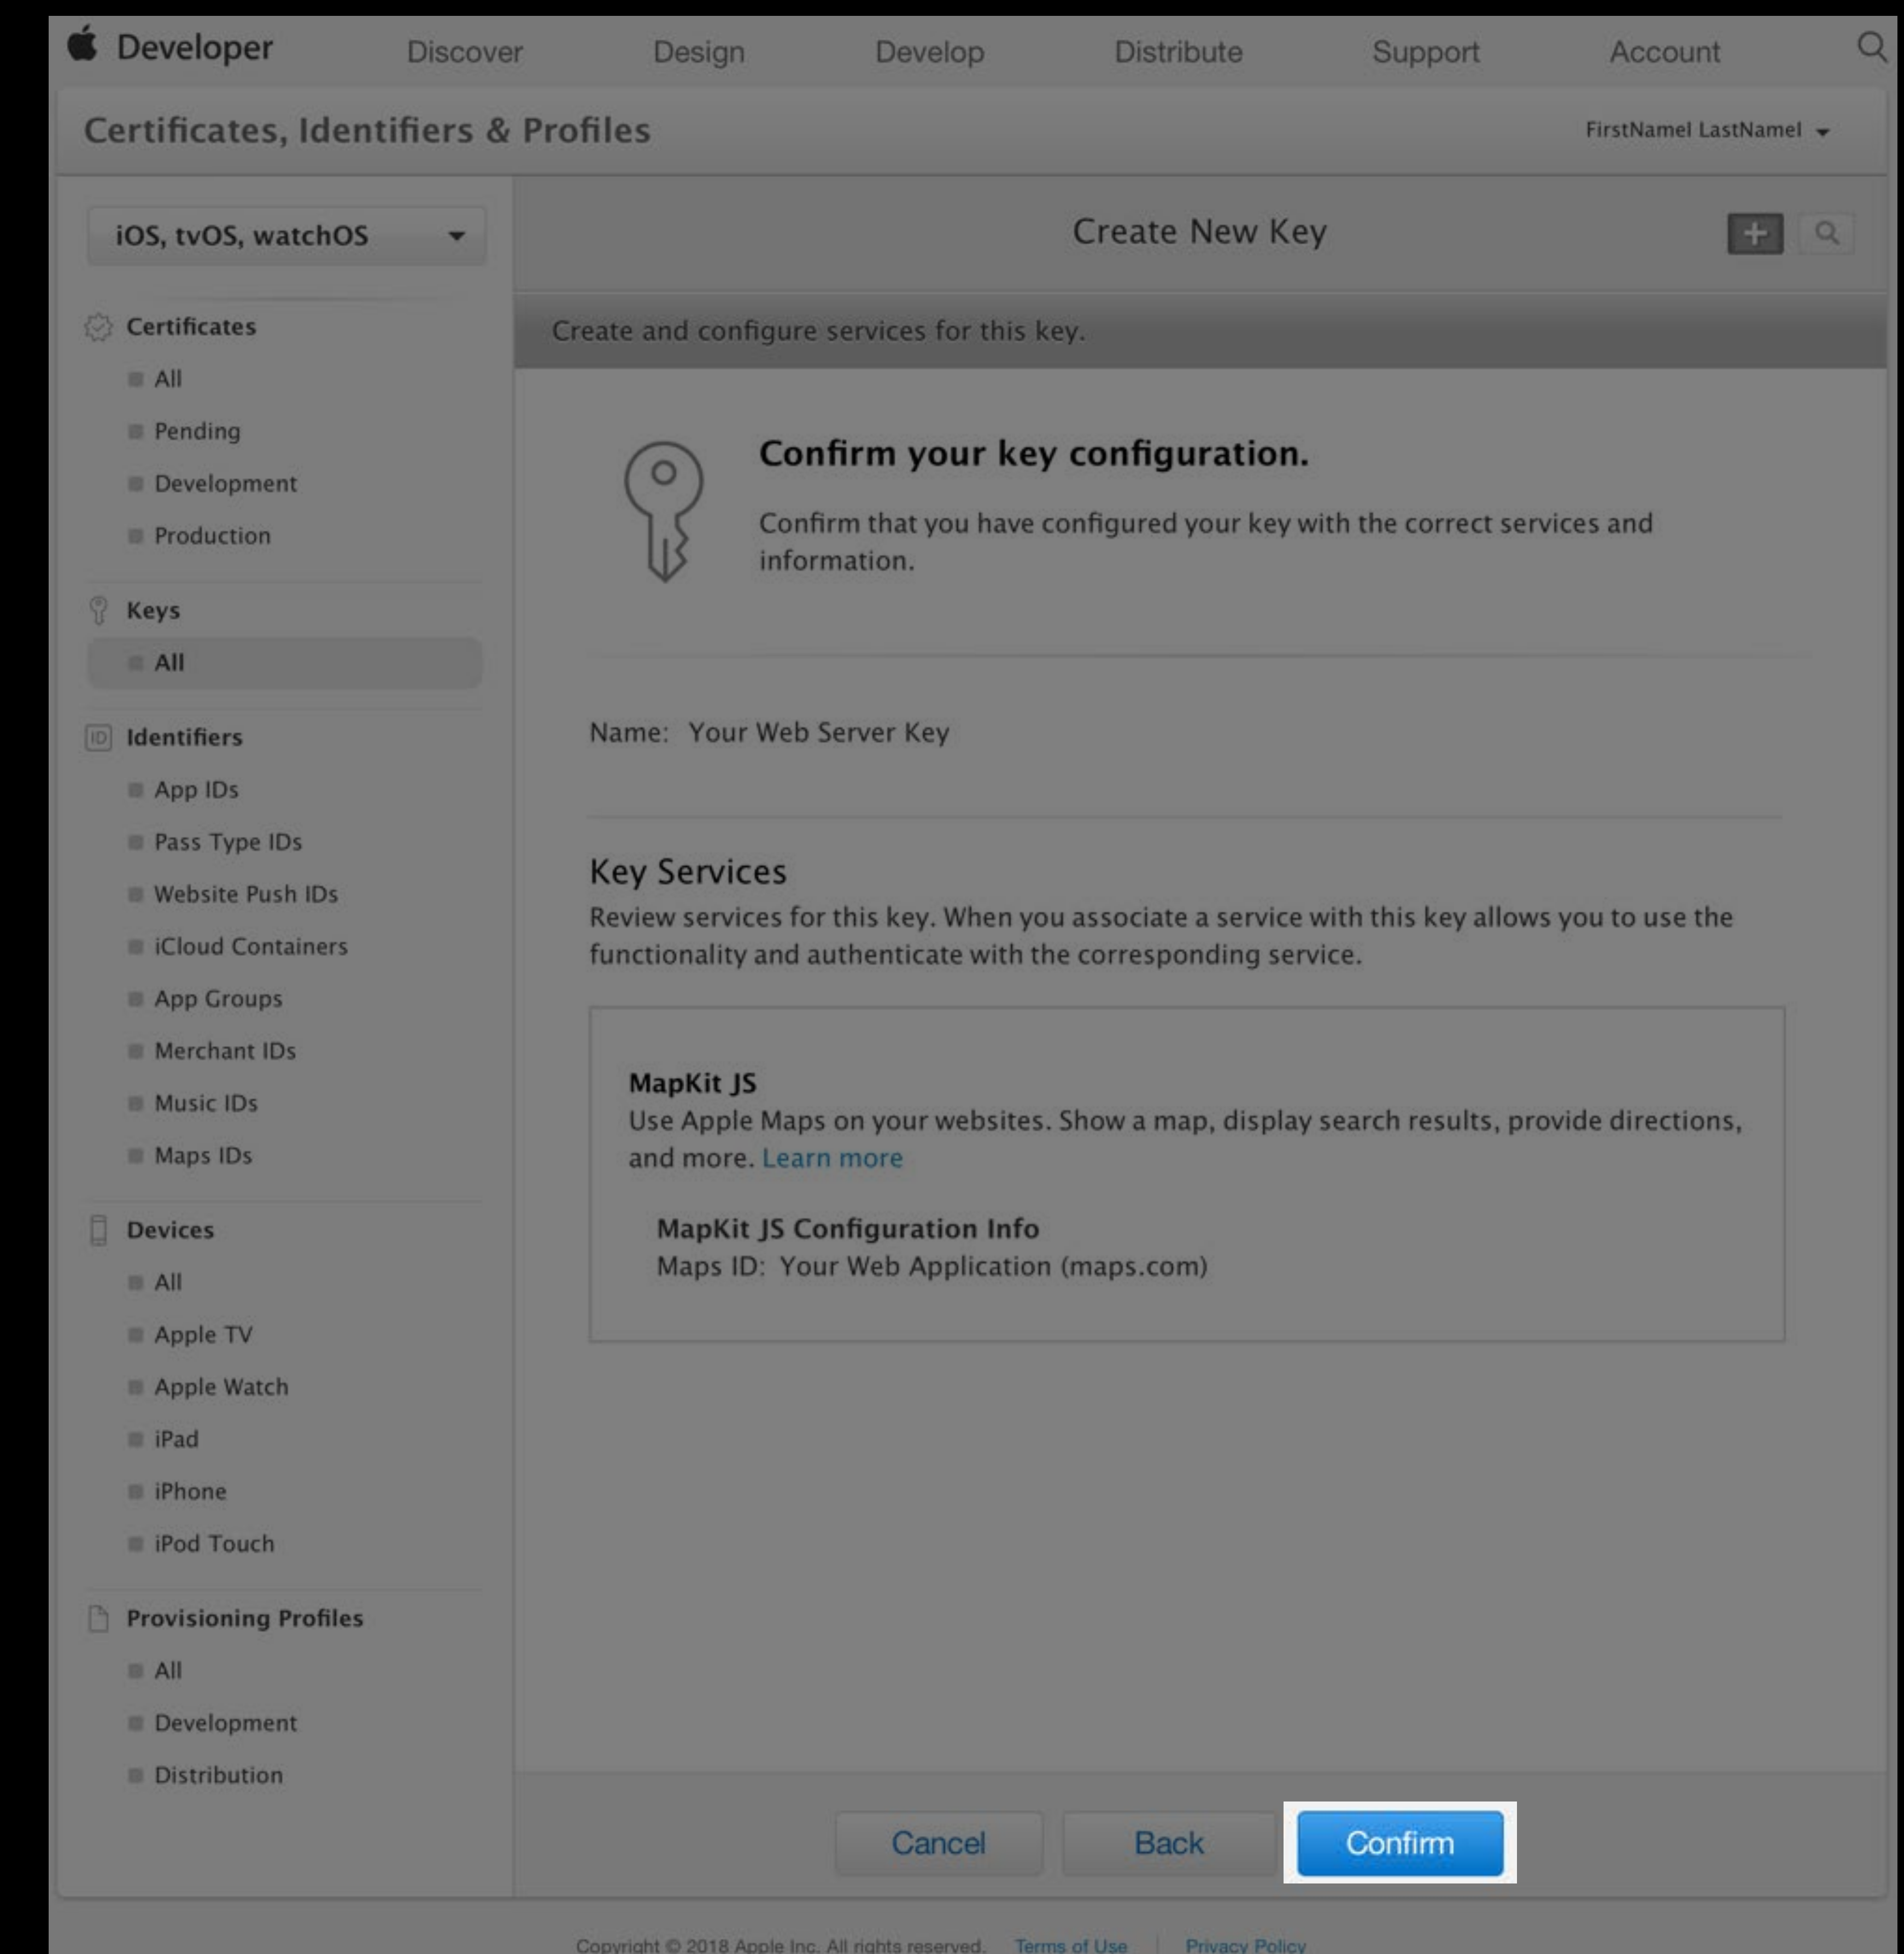 Developer Discover Design Develop Distribute Support Account
Certificates, Identifiers & Profiles
FirstNamel LastNamel
iOS, tvOS, watchOS
Certificates
All
Pending
Development
Production
Keys
All
ID Identifiers
App IDs
Pass Type IDs
Website Push IDs
iCloud Containers
App Groups
Merchant IDs
Music IDs
Maps IDs
Devices
All
Apple TV
Apple Watch
iPad
iPhone
iPod Touch
Provisioning Profiles
All
Development
Distribution
Create New Key
Create and configure services for this key.
Confirm your key configuration.
Confirm that you have configured your key with the correct services and
information.
Name: Your Web Server Key
Key Services
Review services for this key. When you associate a service with this key allows you to use the
functionality and authenticate with the corresponding service.
MapKit JS
Use Apple Maps on your websites. Show a map, display search results, provide directions,
and more. Learn more
MapKit JS Configuration Info
Maps ID: Your Web Application (maps.com)
Cancel Back Confirm
Copyright © 2018 Apple Inc. All rights reserved. Terms of Use Privacy Policy